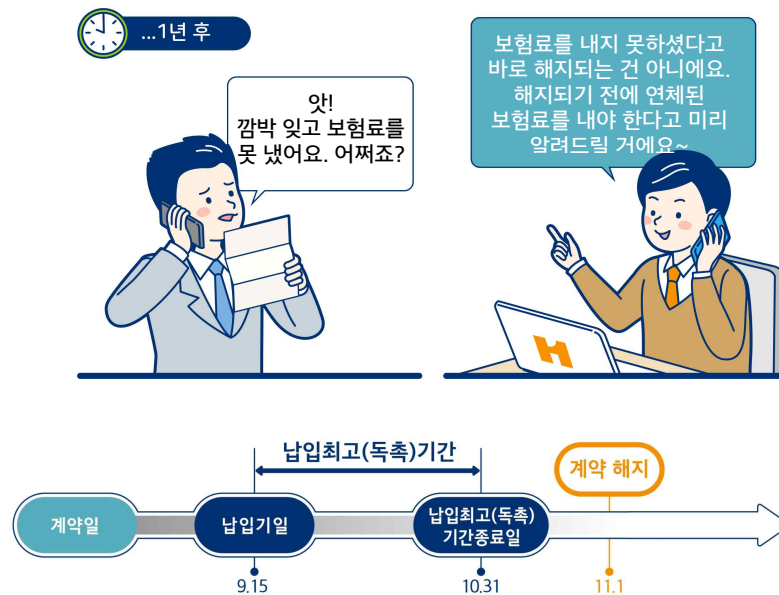 ...1년 후
앗!
깜박 잊고 보험료를
못 냈어요. 어쩌죠?
보험료를 내지 못하셨다고
바로 해지되는 건 아니에요.
해지되기 전에 연체된
보험료를 내야 한다고 미리
알려드릴 거에요~
납입최고(독촉)기간
계약 해지
계약일
납입기일
납입최고(독촉)
기간종료일
9.15
10.31
11.1